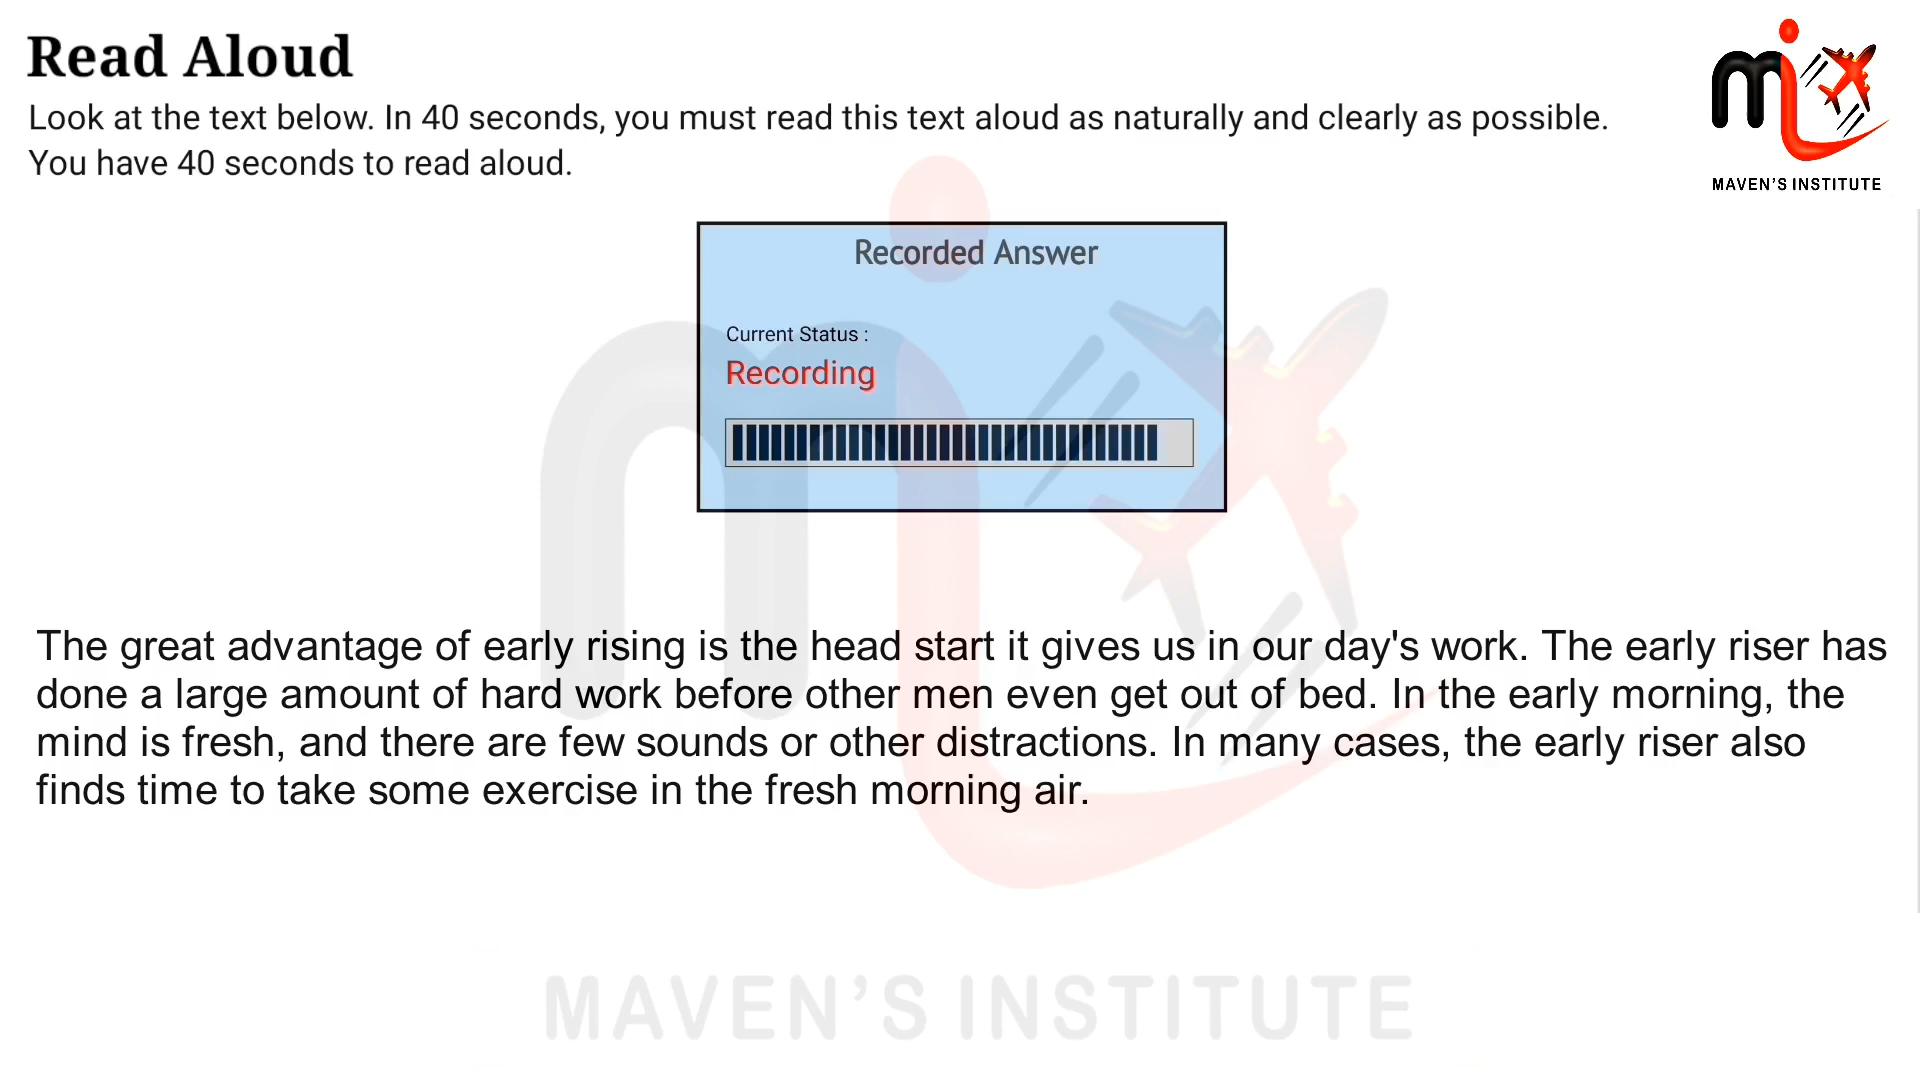 Read Aloud
Look at the text below. In 40 seconds, you must read this text aloud as naturally and clearly as possible.
You have 40 seconds to read aloud.
MAVEN'S INSTITUTE
Recorded Answer
Current Status :
Recording
The great advantage of early rising is the head start it gives us in our day's work. The early riser has
done a large amount of hard work before other men even get out of bed. In the early morning, the
mind is fresh, and there are few sounds or other distractions. In many cases, the early riser also
finds time to take some exercise in the fresh morning air.
MAVEN'S INSTITUTE